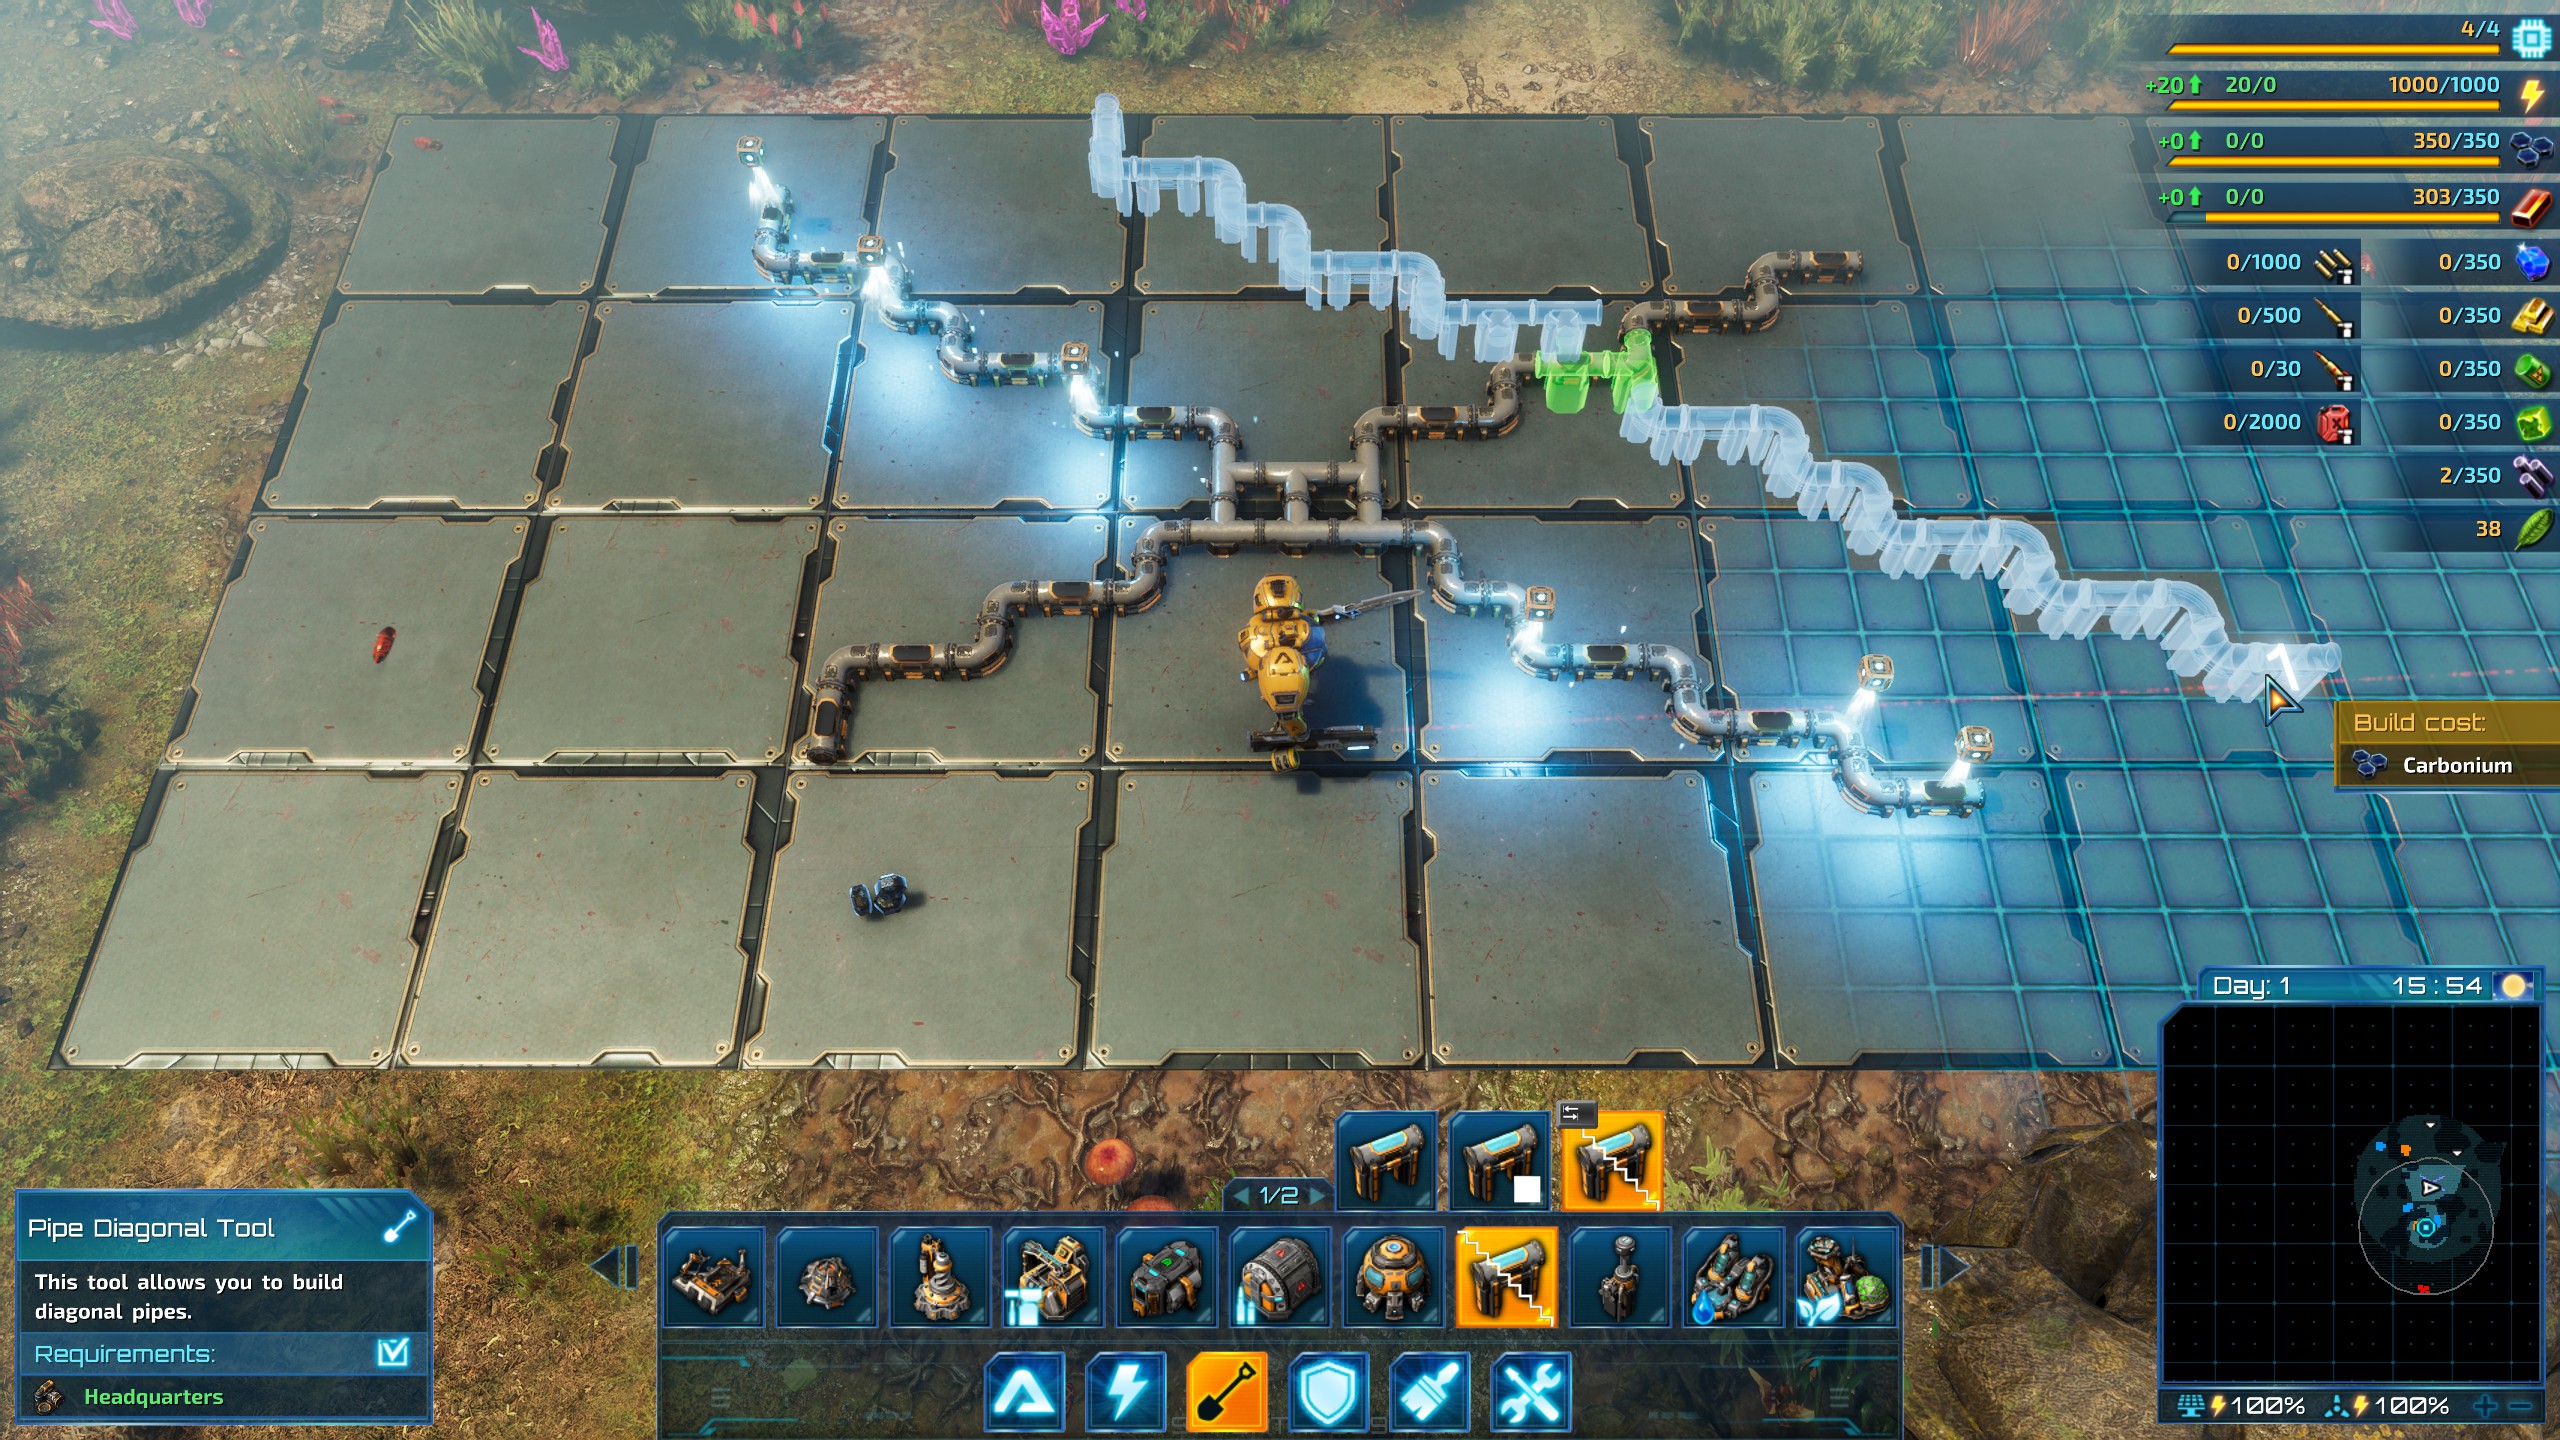 4/4
+20 20/0 1000/1000
+0 0/0 350/350
+0 0/0 303/350
0/1000 0/350
0/500 0/350
0/30 0/350
0/2000 0/350
2/350
38
Build cost:
Carbonium
Day: 1 15:54
1/2
Pipe Diagonal Tool
This tool allows you to build
diagonal pipes.
Requirements:
Headquarters
100% 100%